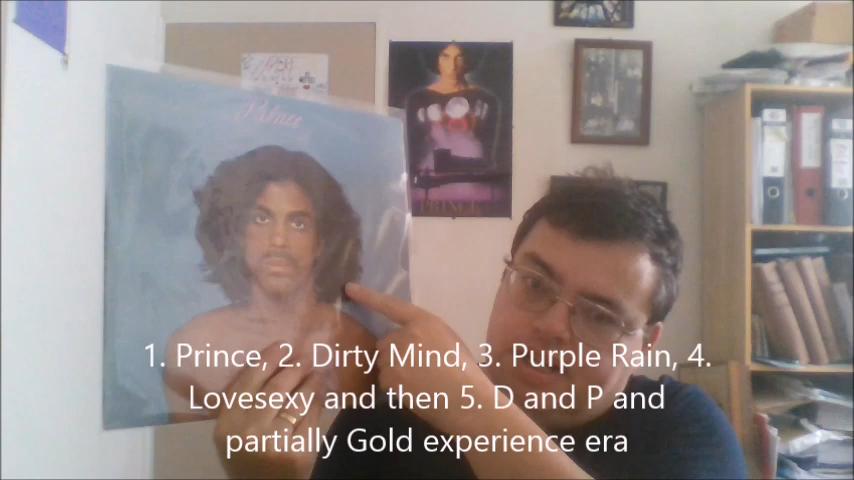 Prince
PRINCE
1. Prince, 2. Dirty Mind, 3. Purple Rain, 4.
Lovesexy and then 5. D and P and
partially Gold experience era